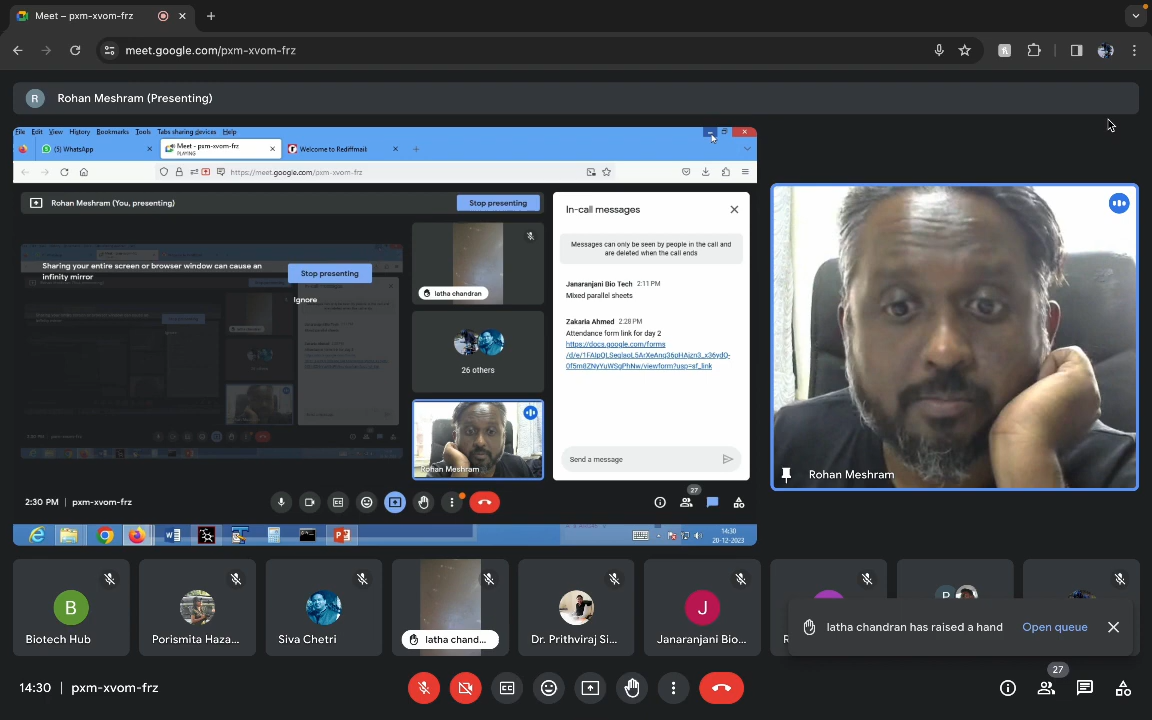 Meet – pxm-xvom-frz
meet.google.com/pxm-xvom-frz
R
Rohan Meshram (Presenting)
File Edit View History Bookmarks Tools Tabs sharing devices Help
(5) WhatsApp
Meet - pxm-xvom-frz
PLAYING
Welcome to Rediffmail
https://meet.google.com/pxm-xvom-frz
Rohan Meshram (You, presenting)
Stop presenting
Sharing your entire screen or browser window can cause an
infinity mirror
Stop presenting
Ignore
latha chandran
26 others
Rohan Meshram
In-call messages
Messages can only be seen by people in the call and
are deleted when the call ends
Janaranjani Bio Tech 2:11 PM
Mixed parallel sheets
Zakaria Ahmed 2:28 PM
Attendance form link for day 2
https://docs.google.com/forms
Send a message
2:30 PM | pxm-xvom-frz
27
14:30
20-12-2023
Rohan Meshram
B
Biotech Hub
Porismita Haza...
Siva Chetri
latha chand...
Dr. Prithviraj Si...
J
Janaranjani Bio...
R
P
latha chandran has raised a hand
Open queue
14:30 | pxm-xvom-frz
27